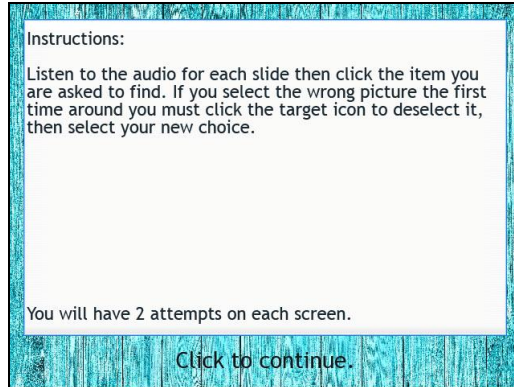 Instructions:
Listen to the audio for each slide then click the item you
are asked to find. If you select the wrong picture the first
time around you must click the target icon to deselect it,
then select your new choice.
You will have 2 attempts on each screen.
Click to continue.